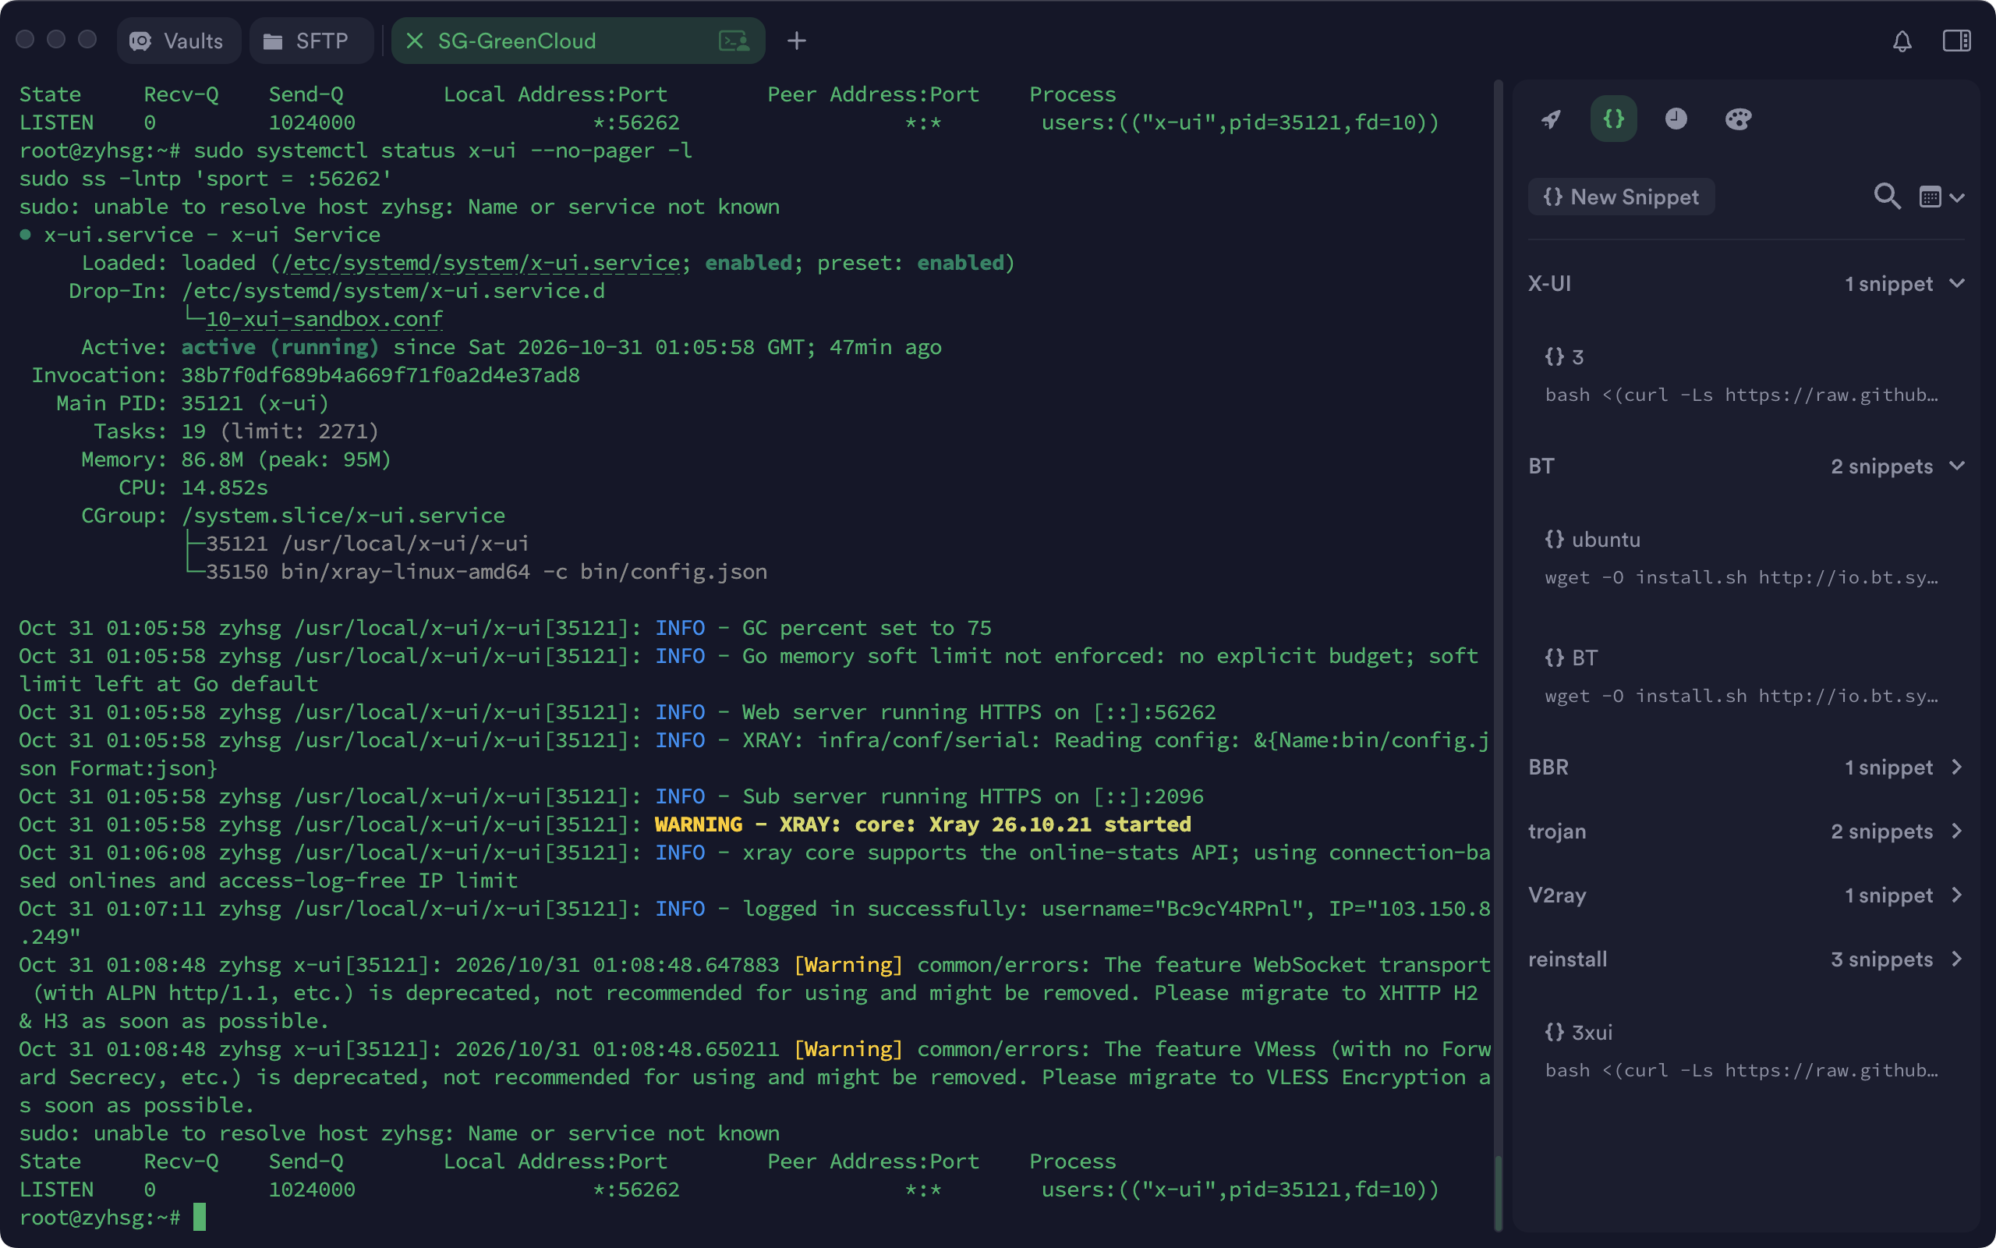 Vaults SFTP SG-GreenCloud
State Recv-Q Send-Q Local Address:Port Peer Address:Port Process
LISTEN 0 1024000 *:56262 *:* users:(("x-ui",pid=35121,fd=10))
root@zyhsg:~# sudo systemctl status x-ui --no-pager -l
sudo ss -lntp 'sport = :56262'
sudo: unable to resolve host zyhsg: Name or service not known
● x-ui.service - x-ui Service
Loaded: loaded (/etc/systemd/system/x-ui.service; enabled; preset: enabled)
Drop-In: /etc/systemd/system/x-ui.service.d
└─10-xui-sandbox.conf
Active: active (running) since Sat 2026-10-31 01:05:58 GMT; 47min ago
Invocation: 38b7f0df689b4a669f71f0a2d4e37ad8
Main PID: 35121 (x-ui)
Tasks: 19 (limit: 2271)
Memory: 86.8M (peak: 95M)
CPU: 14.852s
CGroup: /system.slice/x-ui.service
├─35121 /usr/local/x-ui/x-ui
└─35150 bin/xray-linux-amd64 -c bin/config.json
Oct 31 01:05:58 zyhsg /usr/local/x-ui/x-ui[35121]: INFO - GC percent set to 75
Oct 31 01:05:58 zyhsg /usr/local/x-ui/x-ui[35121]: INFO - Go memory soft limit not enforced: no explicit budget; soft
limit left at Go default
Oct 31 01:05:58 zyhsg /usr/local/x-ui/x-ui[35121]: INFO - Web server running HTTPS on [::]:56262
Oct 31 01:05:58 zyhsg /usr/local/x-ui/x-ui[35121]: INFO - XRAY: infra/conf/serial: Reading config: &{Name:bin/config.j
son Format:json}
Oct 31 01:05:58 zyhsg /usr/local/x-ui/x-ui[35121]: INFO - Sub server running HTTPS on [::]:2096
Oct 31 01:05:58 zyhsg /usr/local/x-ui/x-ui[35121]: WARNING - XRAY: core: Xray 26.10.21 started
Oct 31 01:06:08 zyhsg /usr/local/x-ui/x-ui[35121]: INFO - xray core supports the online-stats API; using connection-ba
sed onlines and access-log-free IP limit
Oct 31 01:07:11 zyhsg /usr/local/x-ui/x-ui[35121]: INFO - logged in successfully: username="Bc9cY4RPnl", IP="103.150.8
.249"
Oct 31 01:08:48 zyhsg x-ui[35121]: 2026/10/31 01:08:48.647883 [Warning] common/errors: The feature WebSocket transport
(with ALPN http/1.1, etc.) is deprecated, not recommended for using and might be removed. Please migrate to XHTTP H2
& H3 as soon as possible.
Oct 31 01:08:48 zyhsg x-ui[35121]: 2026/10/31 01:08:48.650211 [Warning] common/errors: The feature VMess (with no Forw
ard Secrecy, etc.) is deprecated, not recommended for using and might be removed. Please migrate to VLESS Encryption a
s soon as possible.
sudo: unable to resolve host zyhsg: Name or service not known
State Recv-Q Send-Q Local Address:Port Peer Address:Port Process
LISTEN 0 1024000 *:56262 *:* users:(("x-ui",pid=35121,fd=10))
root@zyhsg:~#
{} New Snippet
X-UI 1 snippet
{} 3
bash <(curl -Ls https://raw.github…
BT 2 snippets
{} ubuntu
wget -O install.sh http://io.bt.sy…
{} BT
wget -O install.sh http://io.bt.sy…
BBR 1 snippet
trojan 2 snippets
V2ray 1 snippet
reinstall 3 snippets
{} 3xui
bash <(curl -Ls https://raw.github…